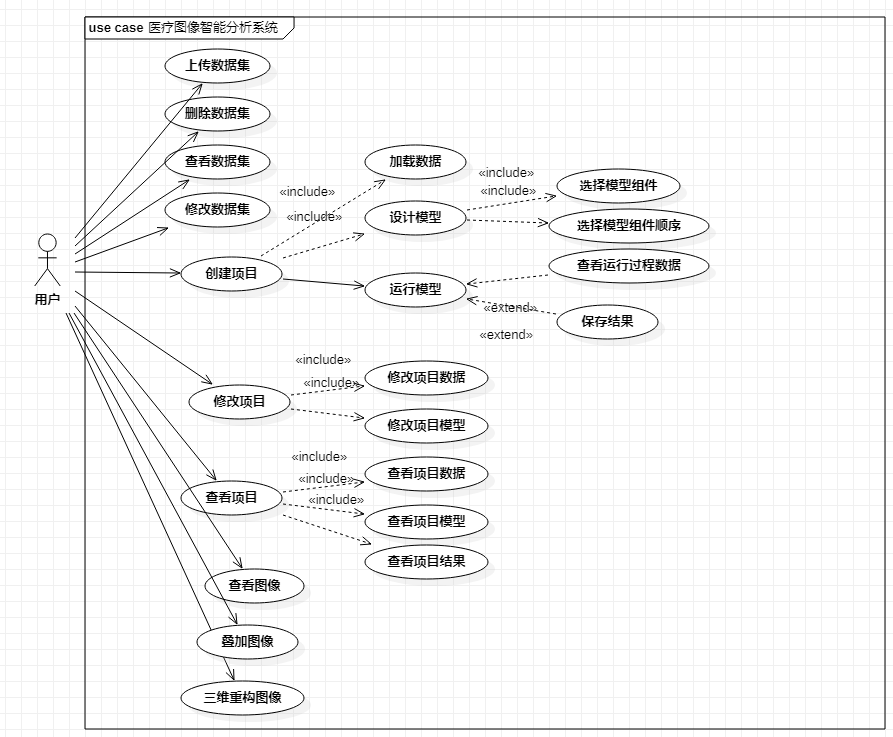 use case 医疗图像智能分析系统
上传数据集
删除数据集
查看数据集
修改数据集
用户
创建项目
«include»
«include»
加载数据
设计模型
运行模型
«include»
«include»
选择模型组件
选择模型组件顺序
查看运行过程数据
«extend»
保存结果
«extend»
修改项目
«include»
«include»
修改项目数据
修改项目模型
查看项目
«include»
«include»
«include»
查看项目数据
查看项目模型
查看项目结果
查看图像
叠加图像
三维重构图像